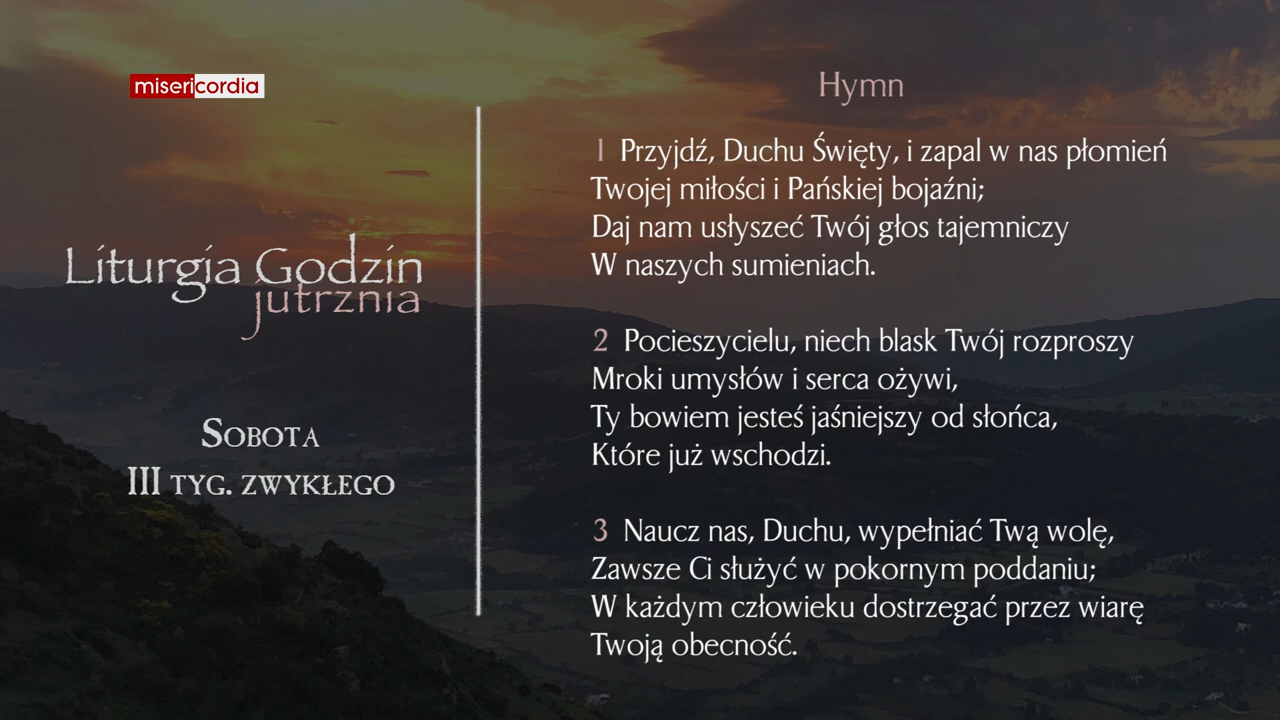 misericordia
Liturgia Godzin
jutrznia
Sobota
III tyg. zwykłego
Hymn
1 Przyjdź, Duchu Święty, i zapal w nas płomień
Twojej miłości i Pańskiej bojaźni;
Daj nam usłyszeć Twój głos tajemniczy
W naszych sumieniach.
2 Pocieszycielu, niech blask Twój rozproszy
Mroki umysłów i serca ożywi,
Ty bowiem jesteś jaśniejszy od słońca,
Które już wschodzi.
3 Naucz nas, Duchu, wypełniać Twą wolę,
Zawsze Ci służyć w pokornym poddaniu;
W każdym człowieku dostrzegać przez wiarę
Twoją obecność.